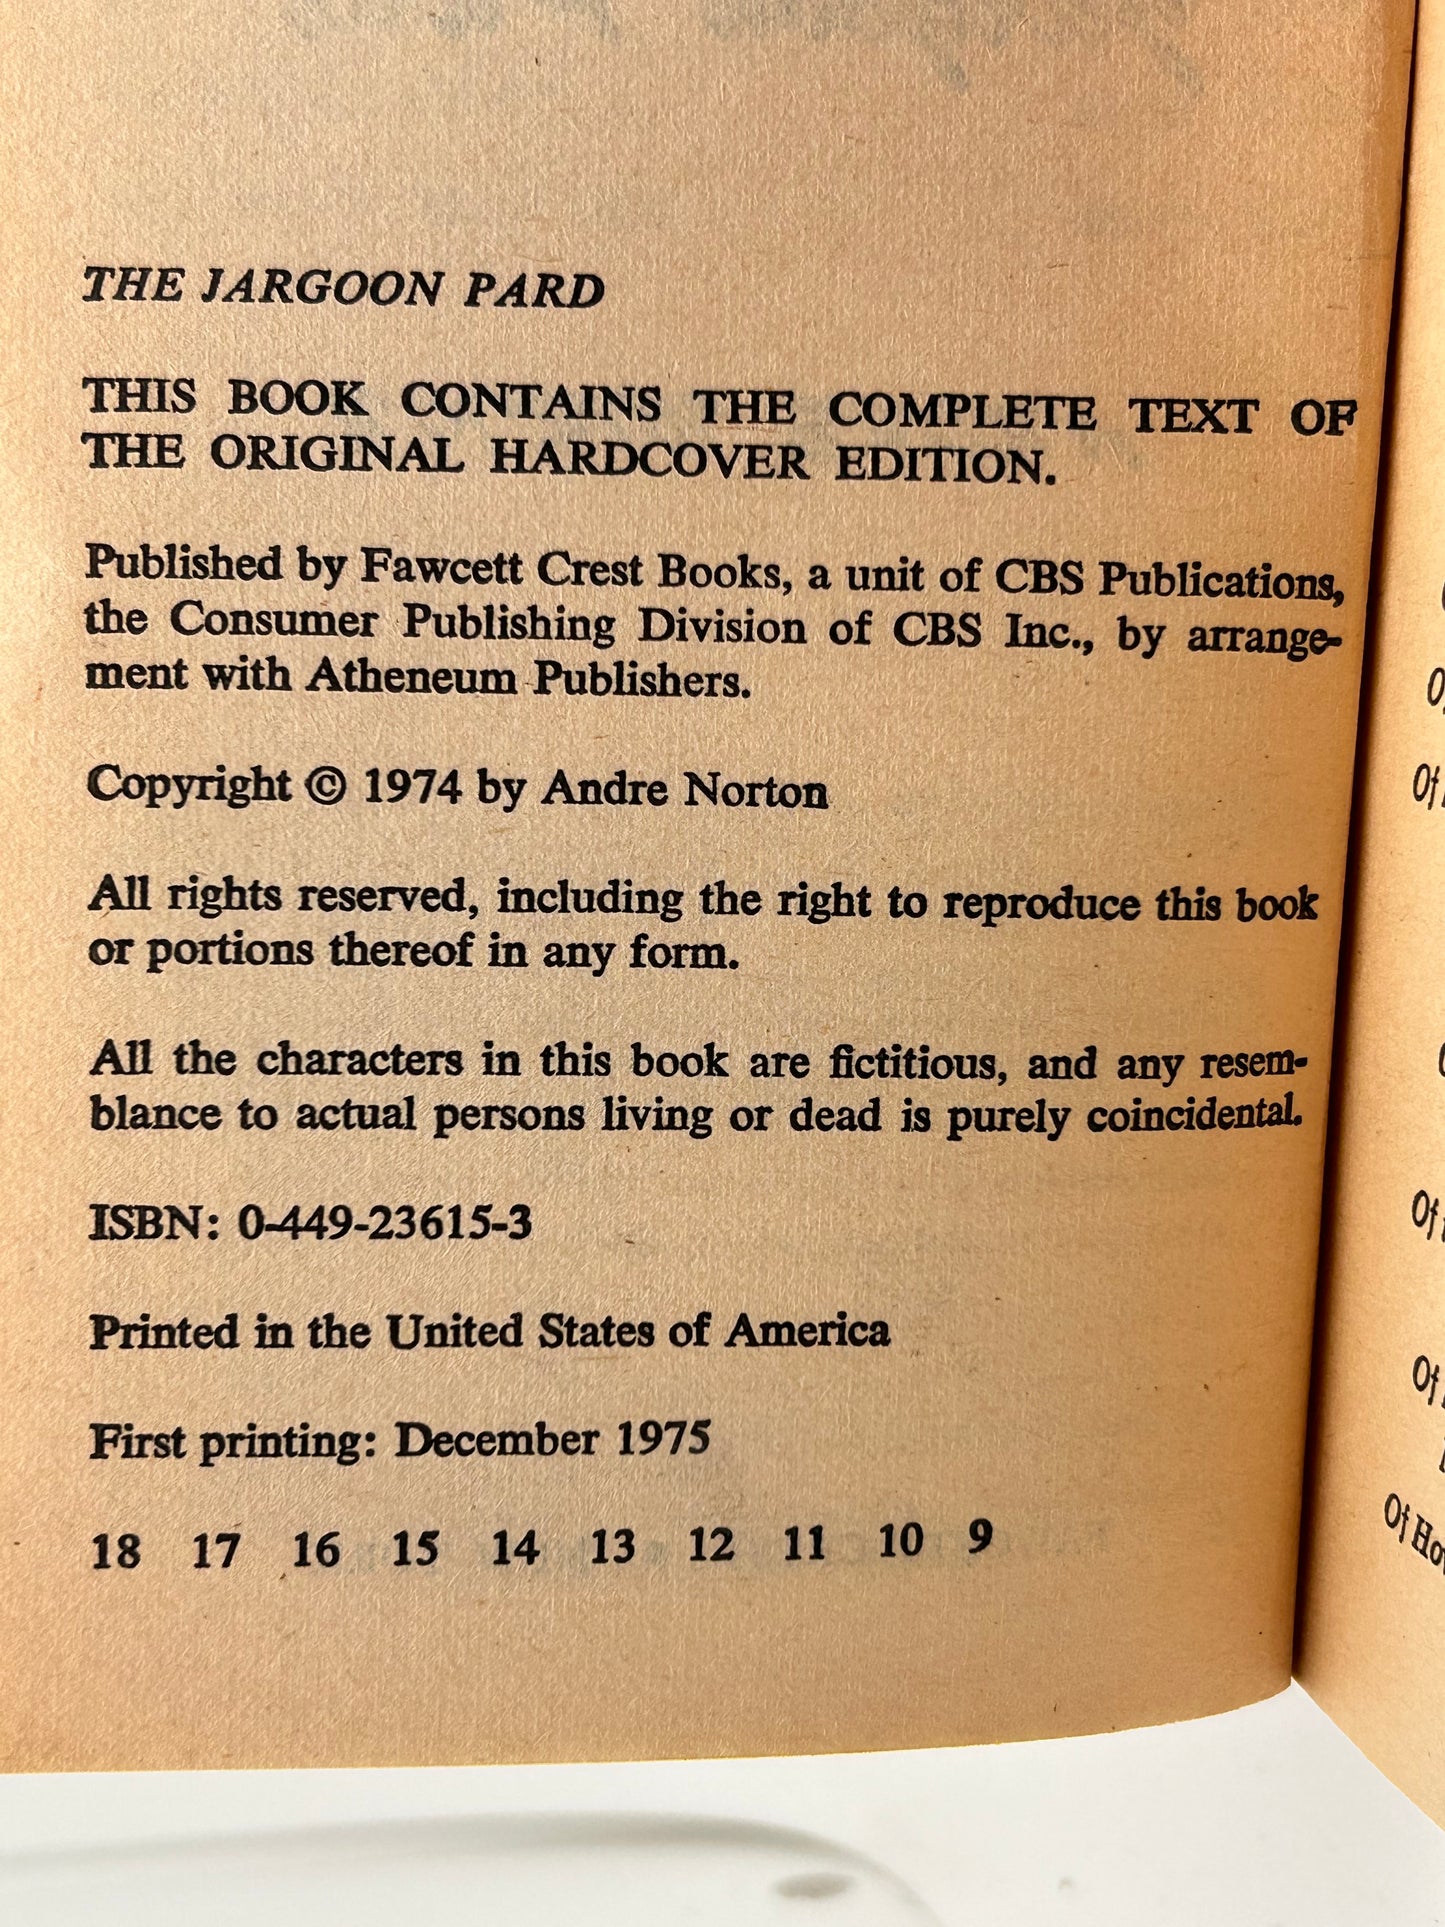 THE JARGOON PARD
THIS BOOK CONTAINS THE COMPLETE TEXT OF
THE ORIGINAL HARDCOVER EDITION.
Published by Fawcett Crest Books, a unit of CBS Publications,
the Consumer Publishing Division of CBS Inc., by arrange-
ment with Atheneum Publishers.
Copyright © 1974 by Andre Norton
All rights reserved, including the right to reproduce this book
or portions thereof in any form.
All the characters in this book are fictitious, and any resem-
blance to actual persons living or dead is purely coincidental.
ISBN: 0-449-23615-3
Printed in the United States of America
First printing: December 1975
18 17 16 15 14 13 12 11 10 9
Of
Of
Of
Of